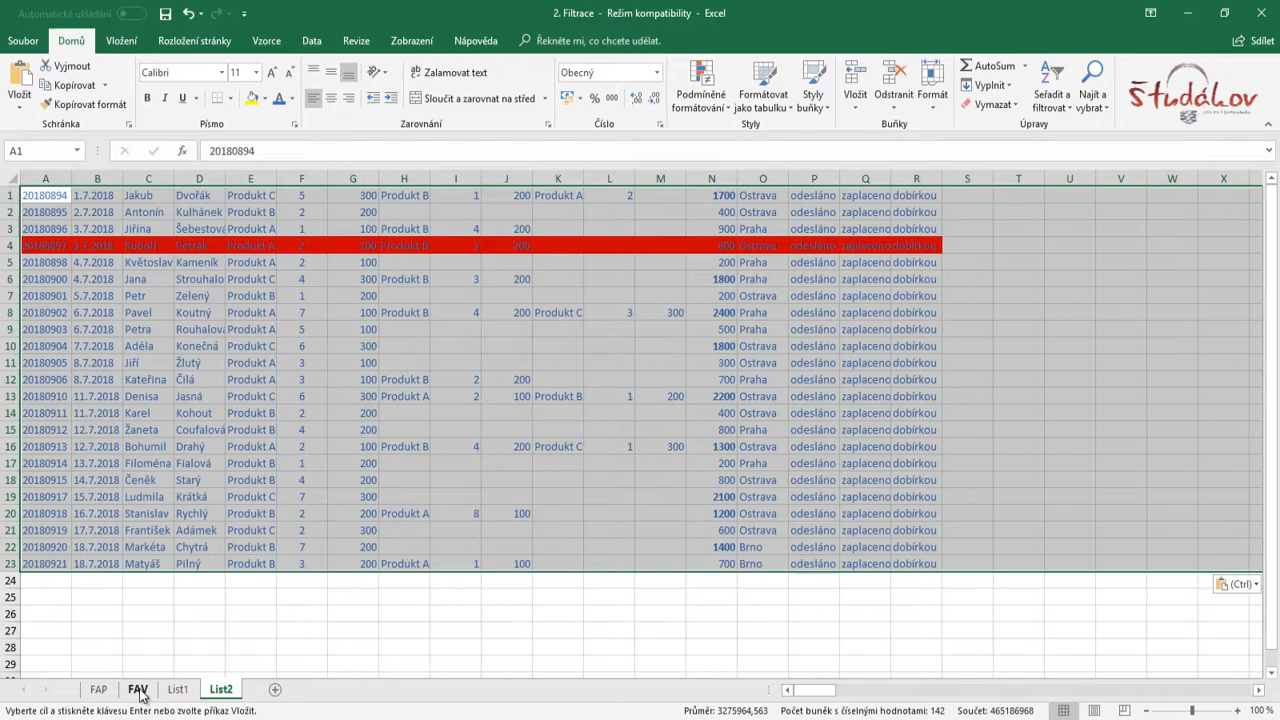 Automatické ukládání
2. Filtrace - Režim kompatibility - Excel
Soubor Domů Vložení Rozložení stránky Vzorce Data Revize Zobrazení Nápověda Řekněte mi, co chcete udělat. Sdílet
Vložit Vyjmout Kopírovat Kopírovat formát Schránka
Calibri 11 B I U Písmo
Zalamovat text Sloučit a zarovnat na střed Zarovnání
Obecný % 000 Číslo
Podmíněné formátování Formátovat jako tabulku Styly buňky Styly
Vložit Odstranit Formát Buňky
AutoSum Vyplnit Vymazat Seřadit a filtrovat Najít a vybrat Úpravy
Študákov
A1 fx 20180894
A B C D E F G H I J K L M N O P Q R S T U V W X
1 20180894 1.7.2018 Jakub Dvořák Produkt C 5 300 Produkt B 1 200 Produkt A 2 1700 Ostrava odesláno zaplaceno dobírkou
2 20180895 2.7.2018 Antonín Kulhánek Produkt B 2 200 400 Ostrava odesláno zaplaceno dobírkou
3 20180896 3.7.2018 Jiřina Šebestova Produkt A 1 100 Produkt B 4 200 900 Praha odesláno zaplaceno dobírkou
4 20180897 3.7.2018 Rudolf Petrák Produkt A 2 100 Produkt B 3 200 800 Ostrava odesláno zaplaceno dobírkou
5 20180898 4.7.2018 Květoslav Kameník Produkt A 2 100 200 Praha odesláno zaplaceno dobírkou
6 20180900 4.7.2018 Jana Strouhalo Produkt C 4 300 Produkt B 3 200 1800 Praha odesláno zaplaceno dobírkou
7 20180901 5.7.2018 Petr Zelený Produkt B 1 200 200 Ostrava odesláno zaplaceno dobírkou
8 20180902 6.7.2018 Pavel Koutný Produkt A 7 100 Produkt B 4 200 Produkt C 3 300 2400 Praha odesláno zaplaceno dobírkou
9 20180903 6.7.2018 Petra Rouhalova Produkt A 5 100 500 Praha odesláno zaplaceno dobírkou
10 20180904 7.7.2018 Adéla Konečná Produkt C 6 300 1800 Ostrava odesláno zaplaceno dobírkou
11 20180905 8.7.2018 Jiří Žlutý Produkt A 3 100 300 Ostrava odesláno zaplaceno dobírkou
12 20180906 8.7.2018 Kateřina Čilá Produkt A 3 100 Produkt B 2 200 700 Praha odesláno zaplaceno dobírkou
13 20180910 11.7.2018 Denisa Jasná Produkt C 6 300 Produkt A 2 100 Produkt B 1 200 2200 Ostrava odesláno zaplaceno dobírkou
14 20180911 11.7.2018 Karel Kohout Produkt B 2 200 400 Ostrava odesláno zaplaceno dobírkou
15 20180912 12.7.2018 Žaneta Coufalova Produkt B 4 200 800 Praha odesláno zaplaceno dobírkou
16 20180913 12.7.2018 Bohumil Drahý Produkt A 2 100 Produkt B 4 200 Produkt C 1 300 1300 Ostrava odesláno zaplaceno dobírkou
17 20180914 13.7.2018 Filoména Fialová Produkt B 1 200 200 Praha odesláno zaplaceno dobírkou
18 20180915 14.7.2018 Čeněk Starý Produkt B 4 200 800 Ostrava odesláno zaplaceno dobírkou
19 20180917 15.7.2018 Ludmila Krátká Produkt C 7 300 2100 Ostrava odesláno zaplaceno dobírkou
20 20180918 16.7.2018 Stanislav Rychlý Produkt B 2 200 Produkt A 8 100 1200 Ostrava odesláno zaplaceno dobírkou
21 20180919 17.7.2018 František Adámek Produkt C 2 300 600 Ostrava odesláno zaplaceno dobírkou
22 20180920 18.7.2018 Markéta Chytrá Produkt B 7 200 1400 Brno odesláno zaplaceno dobírkou
23 20180921 18.7.2018 Matyáš Pilný Produkt B 3 200 Produkt A 1 100 700 Brno odesláno zaplaceno dobírkou
24 (Ctrl)
25
26
27
28
29
FAP FAV List1 List2
Vyberte cíl a stiskněte klávesu Enter nebo zvolte příkaz Vložit. Průměr: 3275964,563 Počet buněk s číselnými hodnotami: 142 Součet: 465186968 100 %